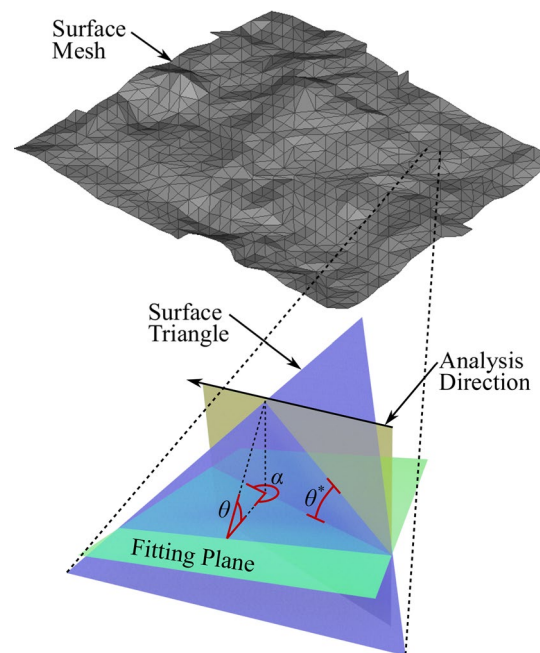 Surface
Mesh
Surface
Triangle
Analysis
Direction
α
θ
θ*
Fitting Plane